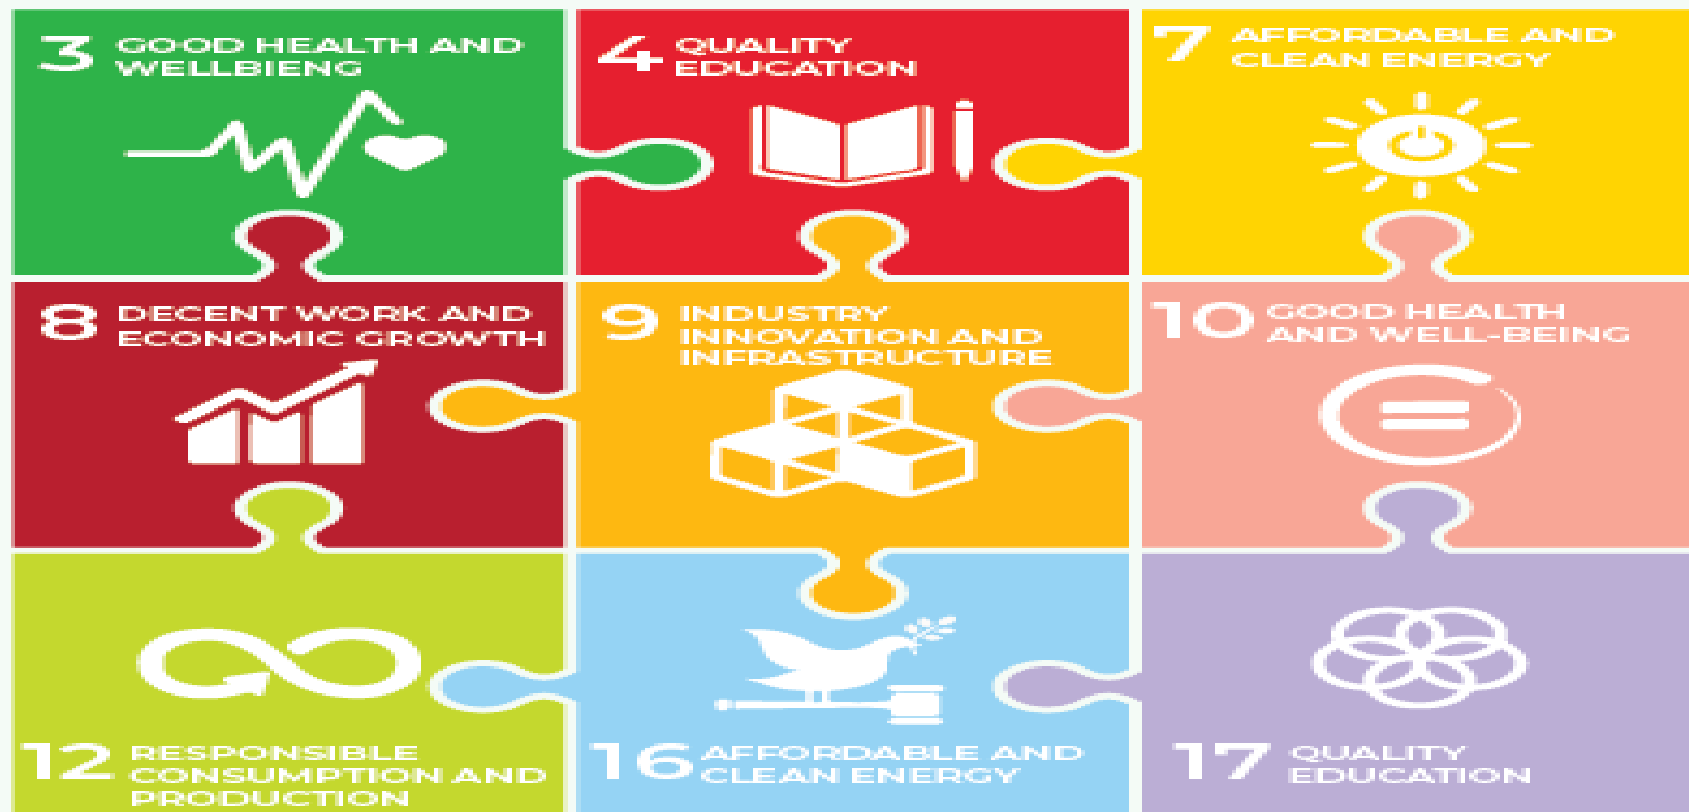 3 GOOD HEALTH AND
WELLBIENG
4 QUALITY
EDUCATION
7 AFFORDABLE AND
CLEAN ENERGY
8 DECENT WORK AND
ECONOMIC GROWTH
9 INDUSTRY
INNOVATION AND
INFRASTRUCTURE
10 GOOD HEALTH
AND WELL-BEING
12 RESPONSIBLE
CONSUMPTION AND
PRODUCTION
16 AFFORDABLE AND
CLEAN ENERGY
17 QUALITY
EDUCATION